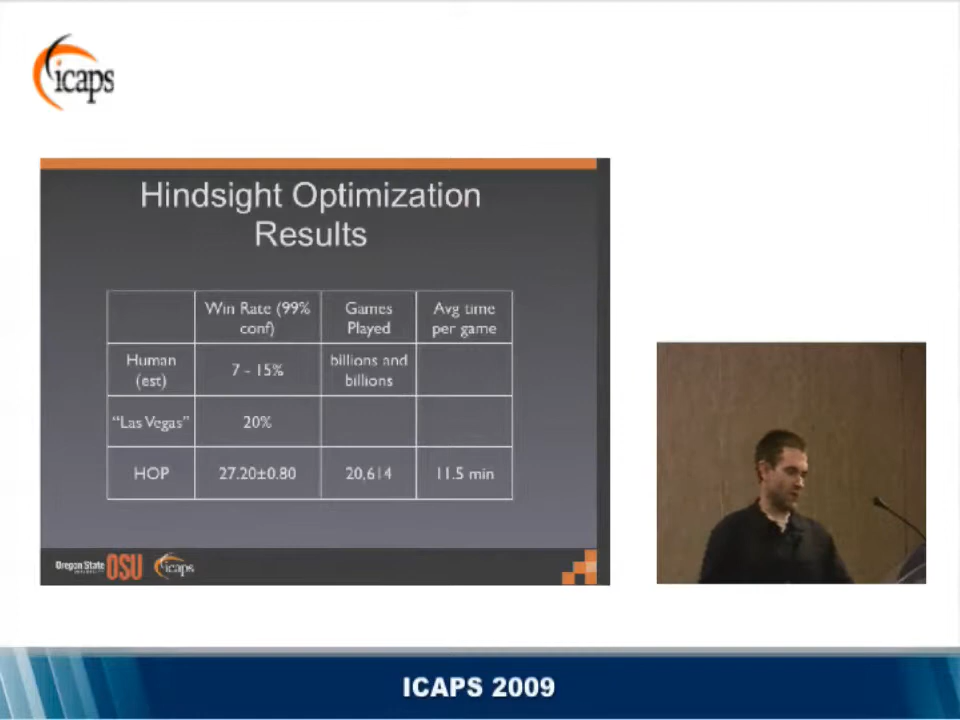 icaps
Hindsight Optimization
Results
Win Rate (99%
conf)
Games
Played
Avg time
per game
Human
(est)
7 - 15%
billions and
billions
"Las Vegas"
20%
HOP
27.20±0.80
20,614
11.5 min
Oregon State
OSU
icaps
ICAPS 2009